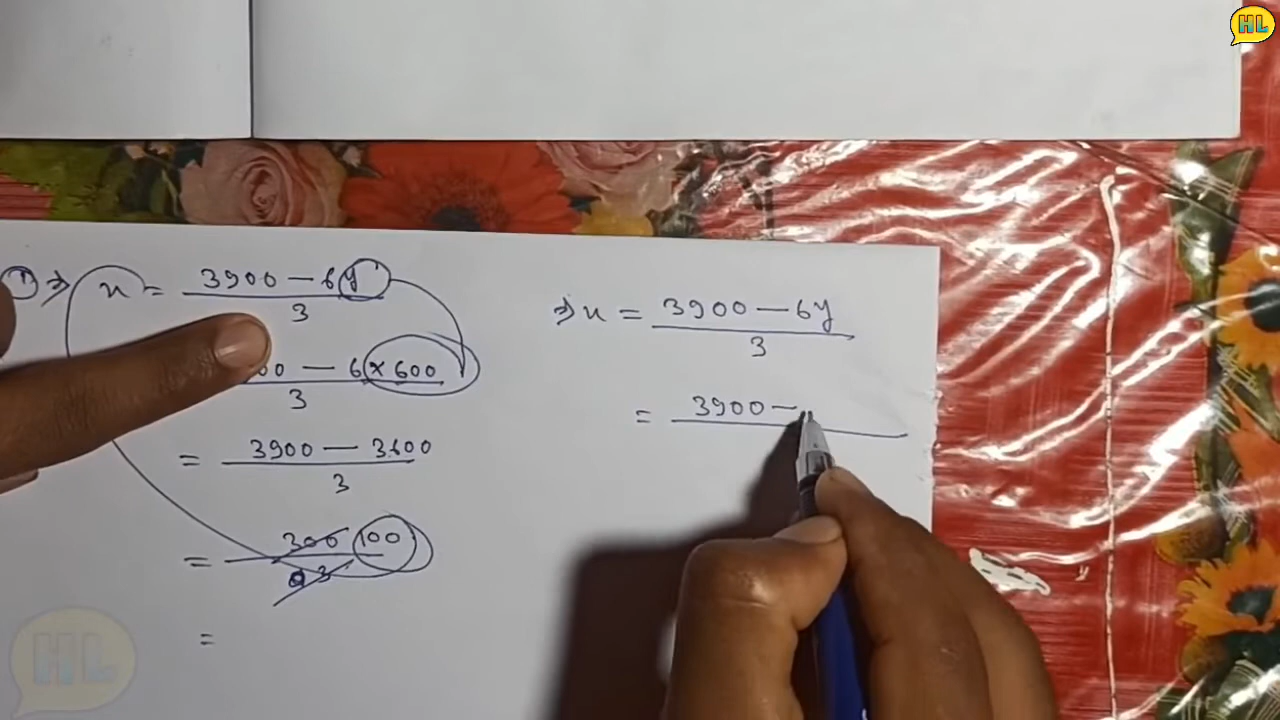 ① ⇒ x = 3900 — 6y
3
00 — 6 × 600
3
= 3900 — 3600
3
= 300 100
3
=
⇒ x = 3900 — 6y
3
= 3900 —
HL
HL